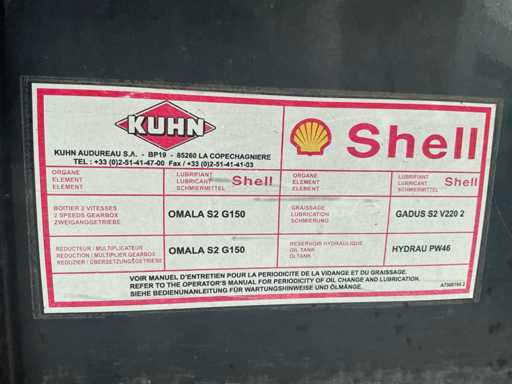 KUHN
Shell
KUHN AUDUREAU S.A. - BP19 - 85260 LA COPECHAGNIERE
TEL : +33 (0)2-51-41-47-00 Fax / +33 (0)2-51-41-41-03
ORGANE
ELEMENT
ELEMENT
LUBRIFIANT
LUBRICANT
SCHMIERMITTEL
Shell
ORGANE
ELEMENT
ELEMENT
LUBRIFIANT
LUBRICANT
SCHMIERMITTEL
Shell
BOITIER 2 VITESSES
2 SPEEDS GEARBOX
ZWEIGANGGETRIEBE
OMALA S2 G150
GRAISSAGE
LUBRICATION
SCHMIERUNG
GADUS S2 V220 2
REDUCTEUR / MULTIPLICATEUR
REDUCTION / MULTIPLIER GEARBOX
REDUZIER / ÜBERSETZUNGSGETRIEBE
OMALA S2 G150
RESERVOIR HYDRAULIQUE
OIL TANK
ÖLTANK
HYDRAU PW46
VOIR MANUEL D'ENTRETIEN POUR LA PERIODICITE DE LA VIDANGE ET DU GRAISSAGE.
REFER TO THE OPERATOR'S MANUAL FOR PERIODICITY OF OIL CHANGE AND LUBRICATION.
SIEHE BEDIENUNGANLEITUNG FÜR WARTUNGSHINWEISE UND ÖLMÄNGE.